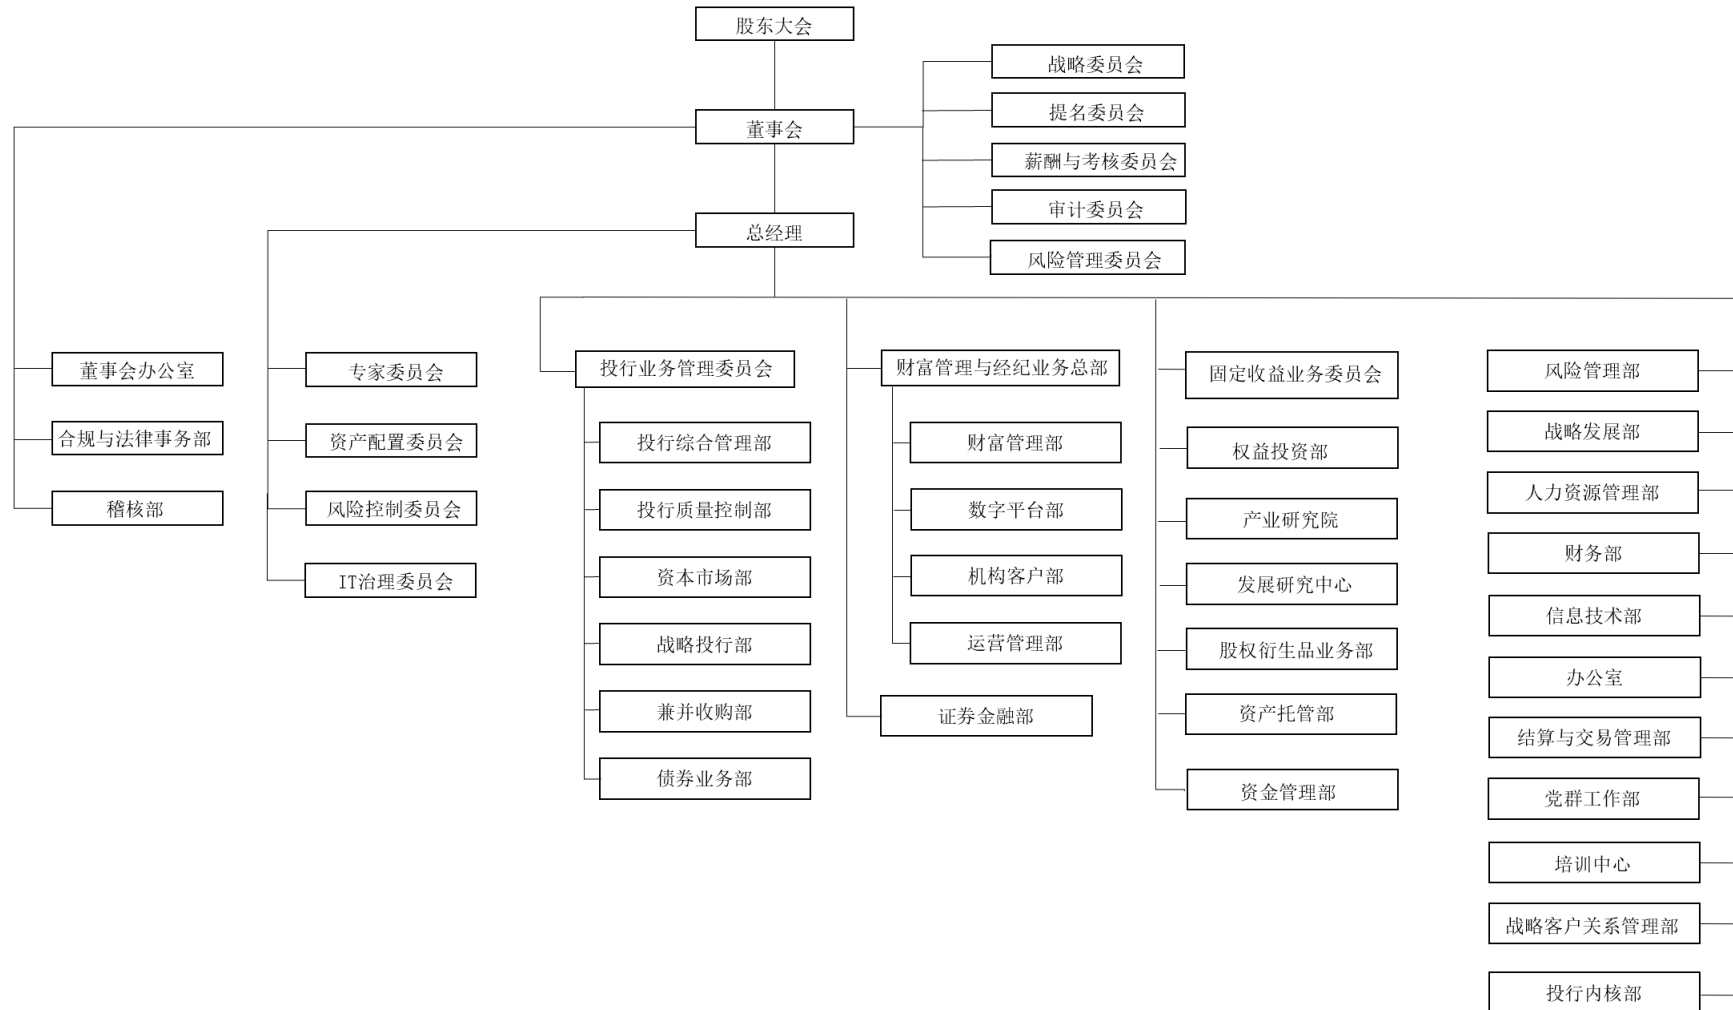 股东大会
董事会
总经理
战略委员会
提名委员会
薪酬与考核委员会
审计委员会
风险管理委员会
董事会办公室
合规与法律事务部
稽核部
专家委员会
资产配置委员会
风险控制委员会
IT治理委员会
投行业务管理委员会
投行综合管理部
投行质量控制部
资本市场部
战略投行部
兼并收购部
债券业务部
财富管理与经纪业务总部
财富管理部
数字平台部
机构客户部
运营管理部
证券金融部
固定收益业务委员会
权益投资部
产业研究院
发展研究中心
股权衍生品业务部
资产托管部
资金管理部
风险管理部
战略发展部
人力资源管理部
财务部
信息技术部
办公室
结算与交易管理部
党群工作部
培训中心
战略客户关系管理部
投行内核部